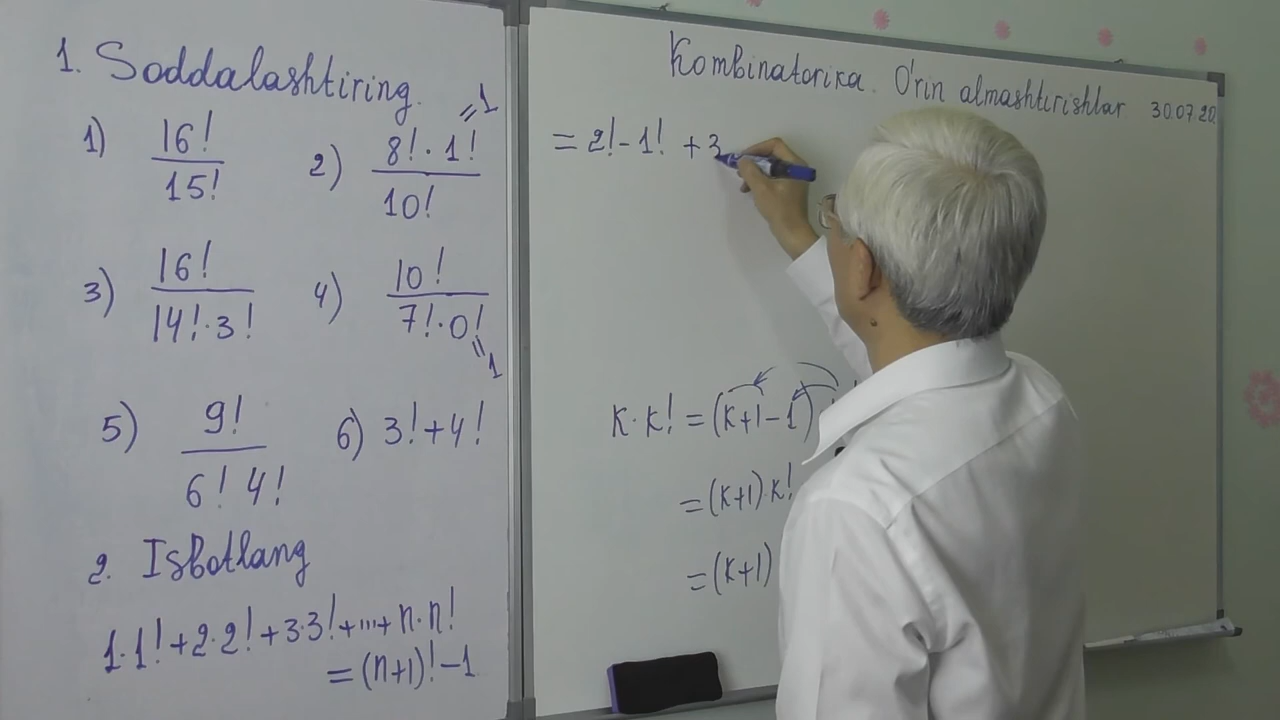 1. Soddalashtiring.
1) 16! / 15!
2) 8! · 1! / 10!
= 1
3) 16! / 14! · 3!
4) 10! / 7! · 0!
= 1
5) 9! / 6! 4!
6) 3! + 4!
2. Isbotlang
1·1! + 2·2! + 3·3! + ... + n·n!
= (n+1)! - 1
Kombinatorika. O'rin almashtirishlar 30.07.20
= 2! - 1! + 3
k·k! = (k+1-1)
= (k+1)·k!
= (k+1)